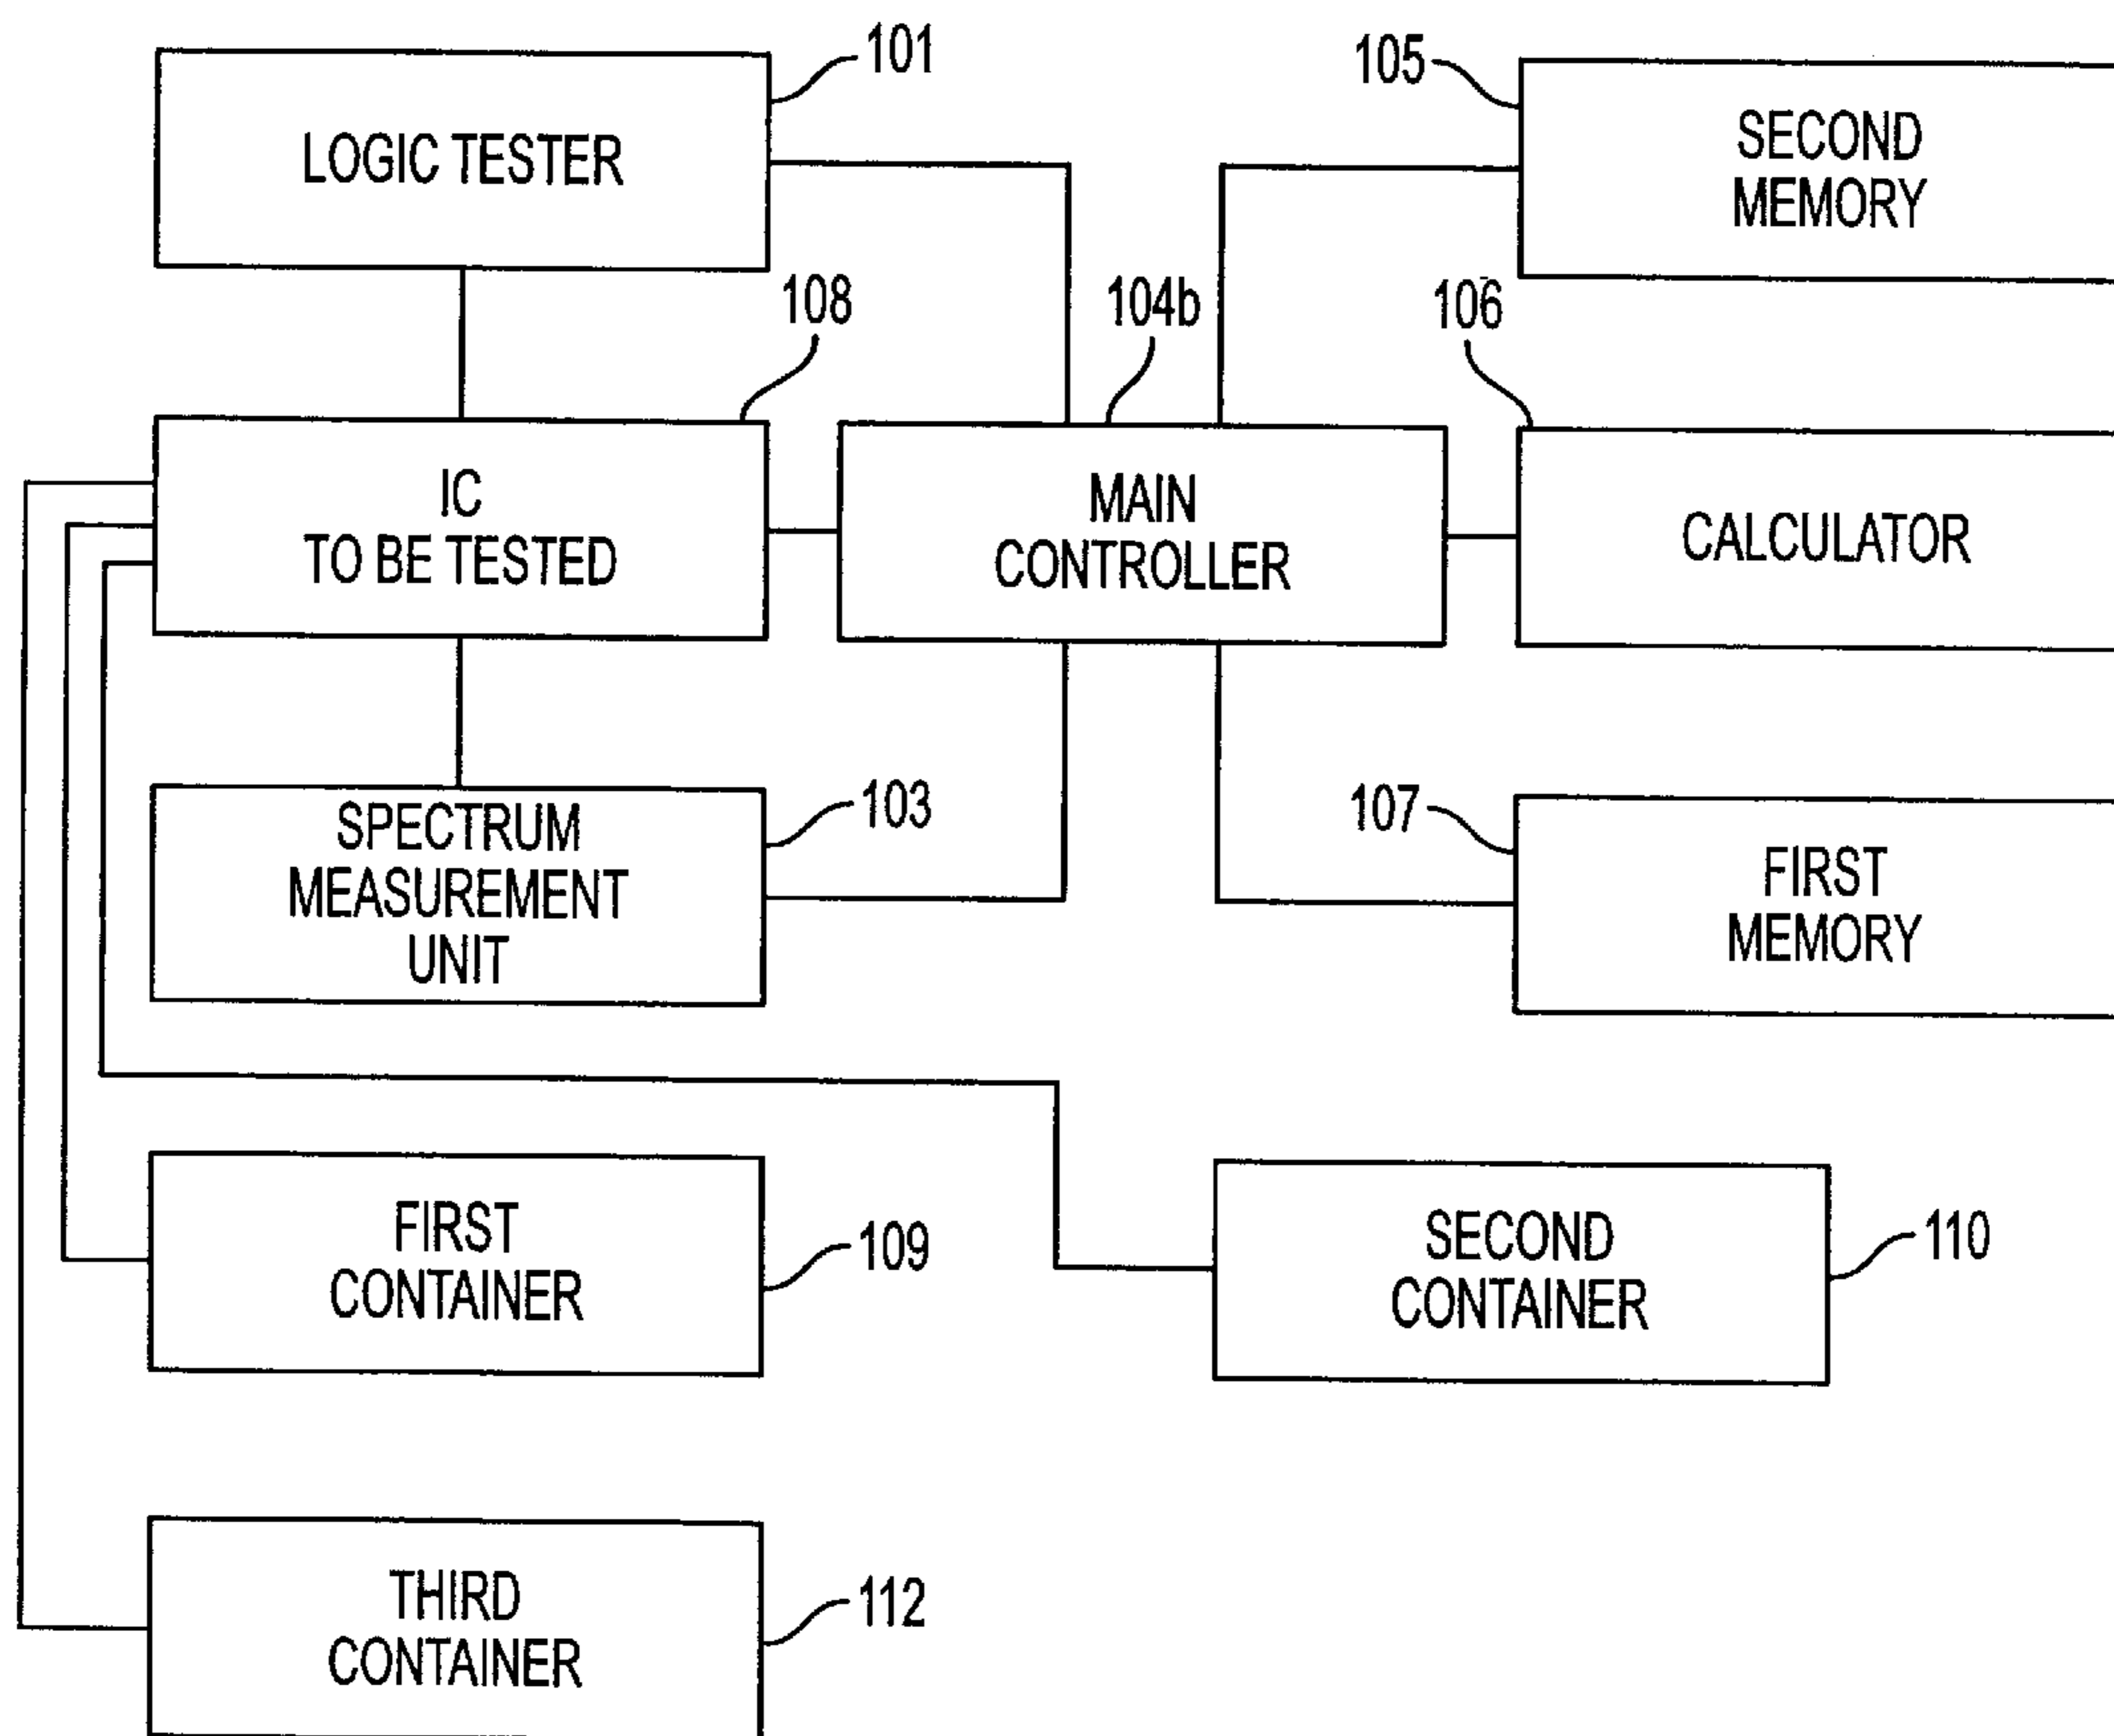 101
LOGIC TESTER
105
SECOND
MEMORY
108
IC
TO BE TESTED
104b
MAIN
CONTROLLER
106
CALCULATOR
SPECTRUM
MEASUREMENT
UNIT
103
107
FIRST
MEMORY
FIRST
CONTAINER
109
SECOND
CONTAINER
110
THIRD
CONTAINER
112